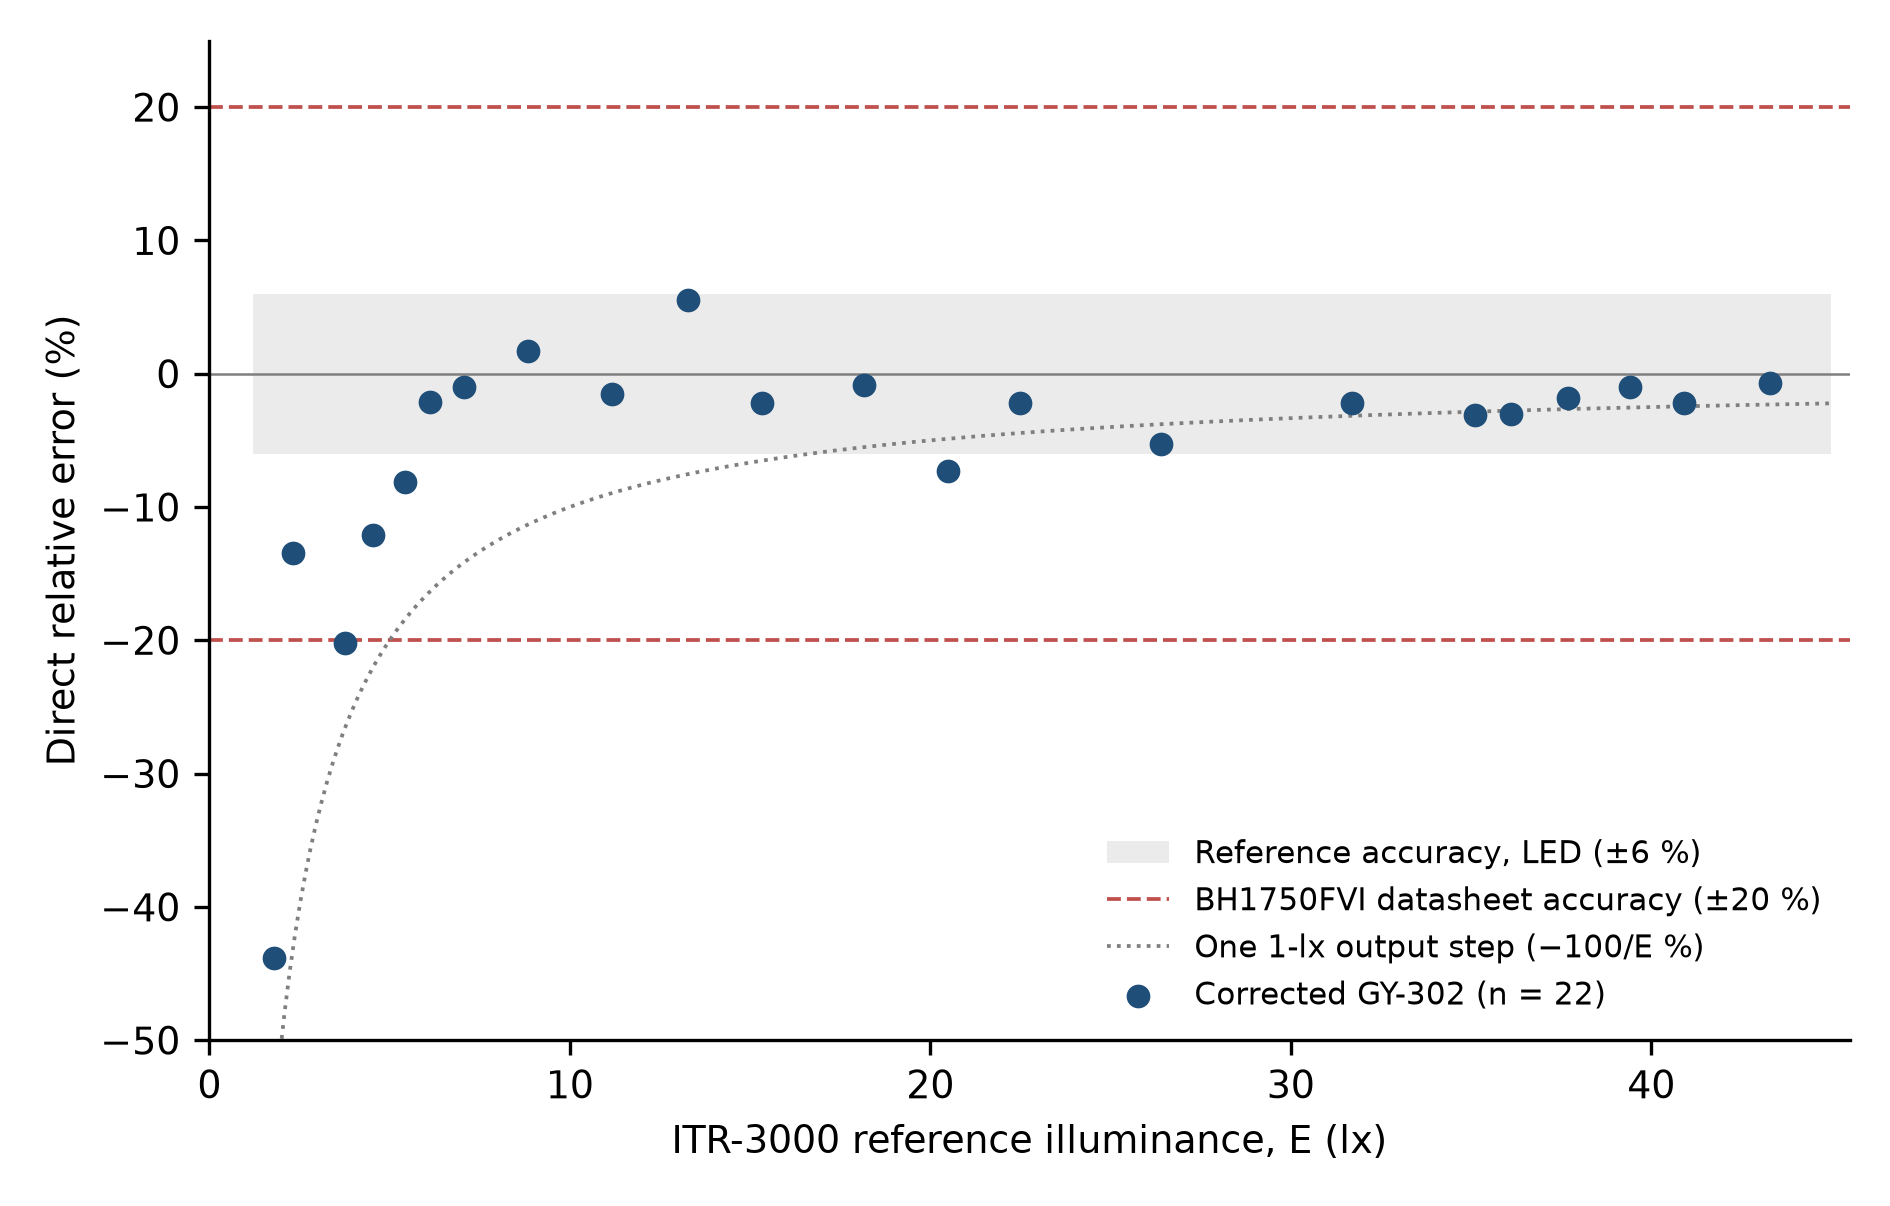 20
10
0
−10
−20
−30
−40
−50
Direct relative error (%)
Reference accuracy, LED (±6 %)
BH1750FVI datasheet accuracy (±20 %)
One 1-lx output step (−100/E %)
Corrected GY-302 (n = 22)
0 10 20 30 40
ITR-3000 reference illuminance, E (lx)